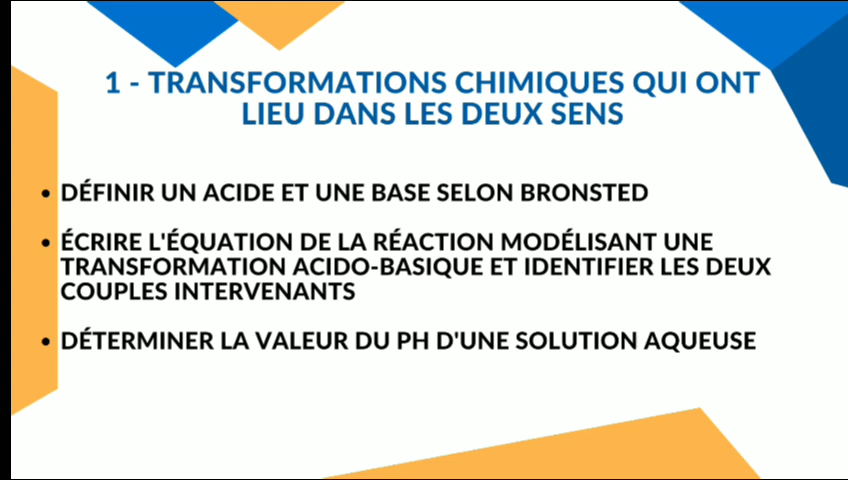 1 - TRANSFORMATIONS CHIMIQUES QUI ONT
LIEU DANS LES DEUX SENS
• DÉFINIR UN ACIDE ET UNE BASE SELON BRONSTED
• ÉCRIRE L'ÉQUATION DE LA RÉACTION MODÉLISANT UNE
TRANSFORMATION ACIDO-BASIQUE ET IDENTIFIER LES DEUX
COUPLES INTERVENANTS
• DÉTERMINER LA VALEUR DU PH D'UNE SOLUTION AQUEUSE